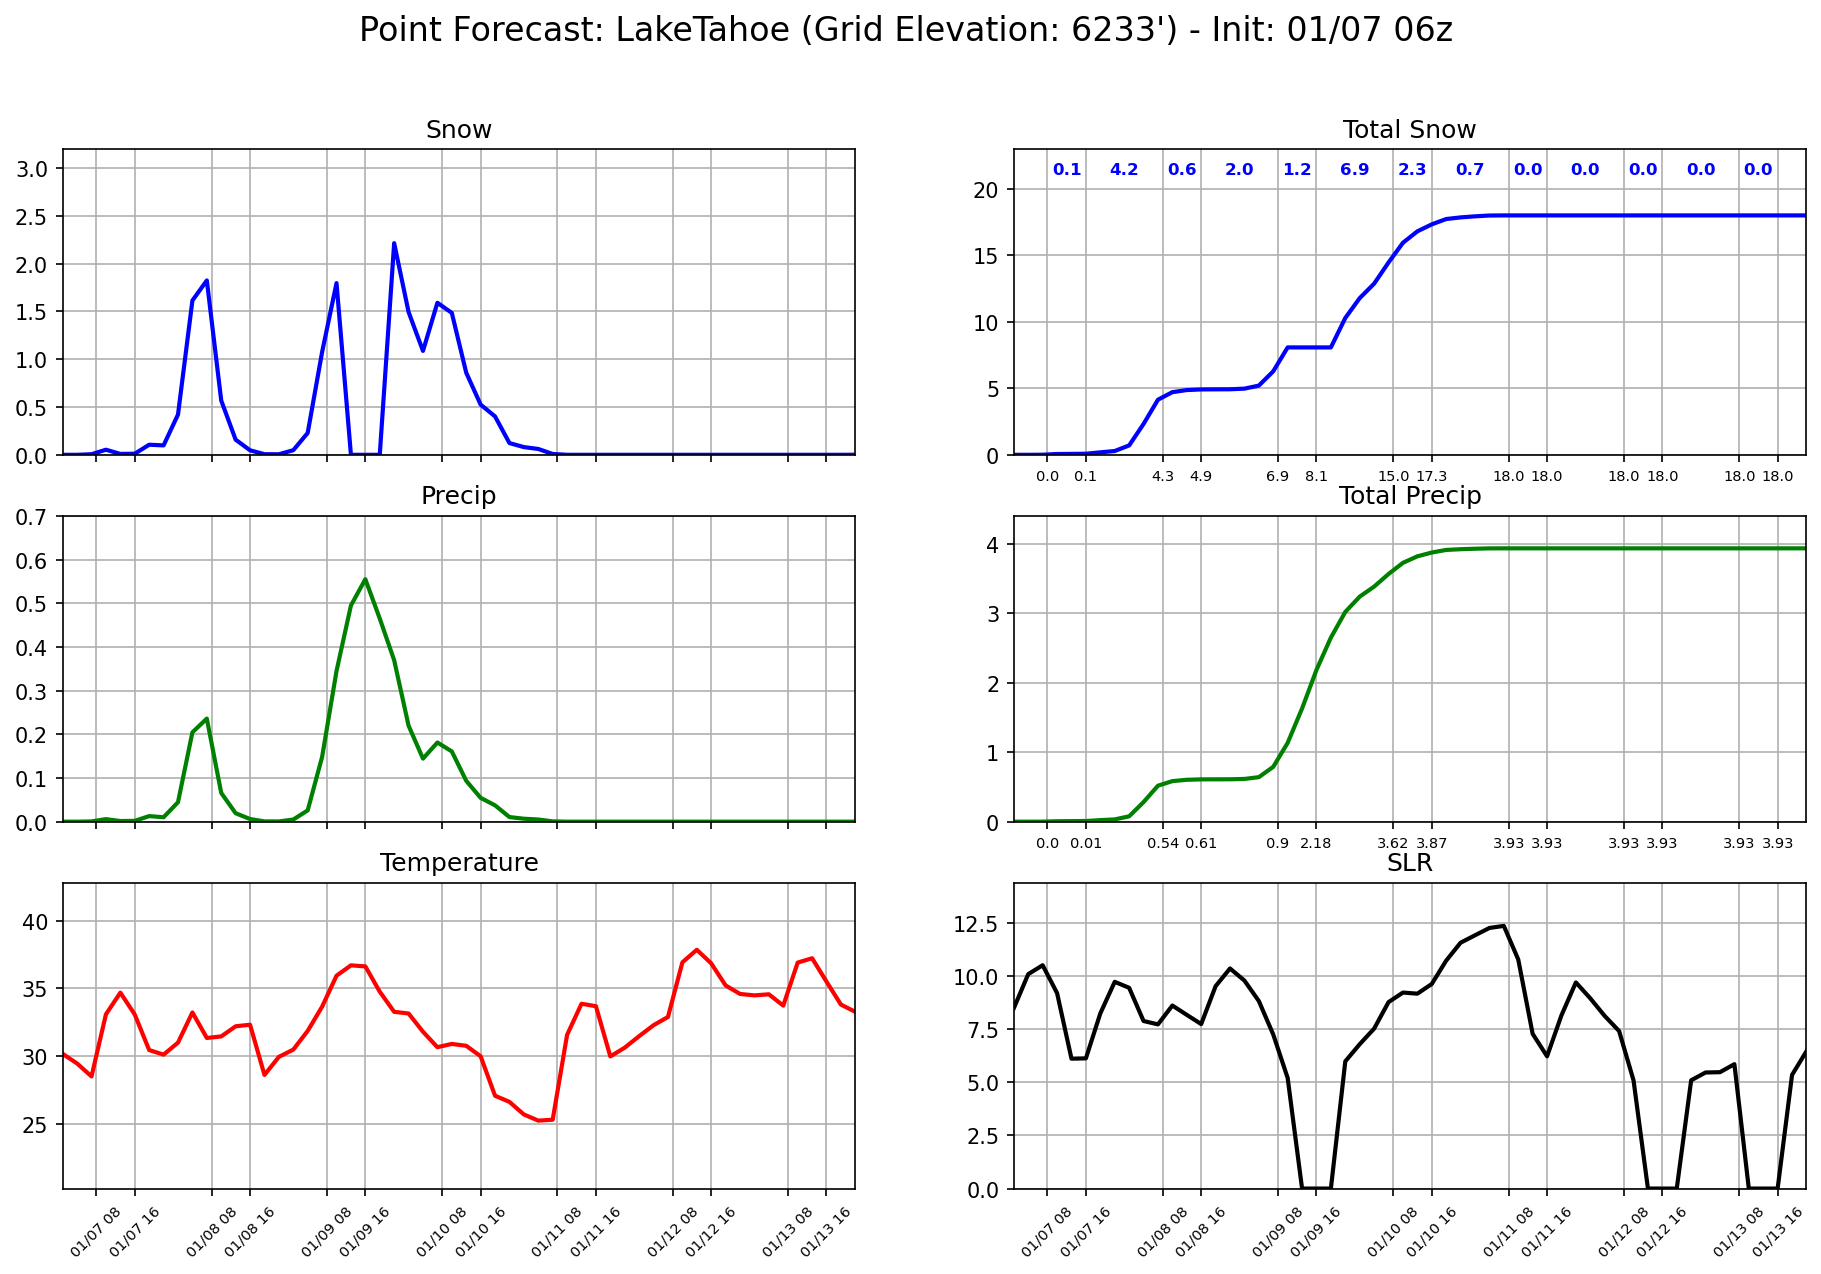 Point Forecast: LakeTahoe (Grid Elevation: 6233') - Init: 01/07 06z
Snow
3.0
2.5
2.0
1.5
1.0
0.5
0.0
Total Snow
0.1 4.2 0.6 2.0 1.2 6.9 2.3 0.7 0.0 0.0 0.0 0.0 0.0
20
15
10
5
0
0.0 0.1 4.3 4.9 6.9 8.1 15.0 17.3 18.0 18.0 18.0 18.0 18.0 18.0
Precip
0.7
0.6
0.5
0.4
0.3
0.2
0.1
0.0
Total Precip
4
3
2
1
0
0.0 0.01 0.54 0.61 0.9 2.18 3.62 3.87 3.93 3.93 3.93 3.93 3.93 3.93
Temperature
40
35
30
25
01/07 08 01/07 16 01/08 08 01/08 16 01/09 08 01/09 16 01/10 08 01/10 16 01/11 08 01/11 16 01/12 08 01/12 16 01/13 08 01/13 16
SLR
12.5
10.0
7.5
5.0
2.5
0.0
01/07 08 01/07 16 01/08 08 01/08 16 01/09 08 01/09 16 01/10 08 01/10 16 01/11 08 01/11 16 01/12 08 01/12 16 01/13 08 01/13 16